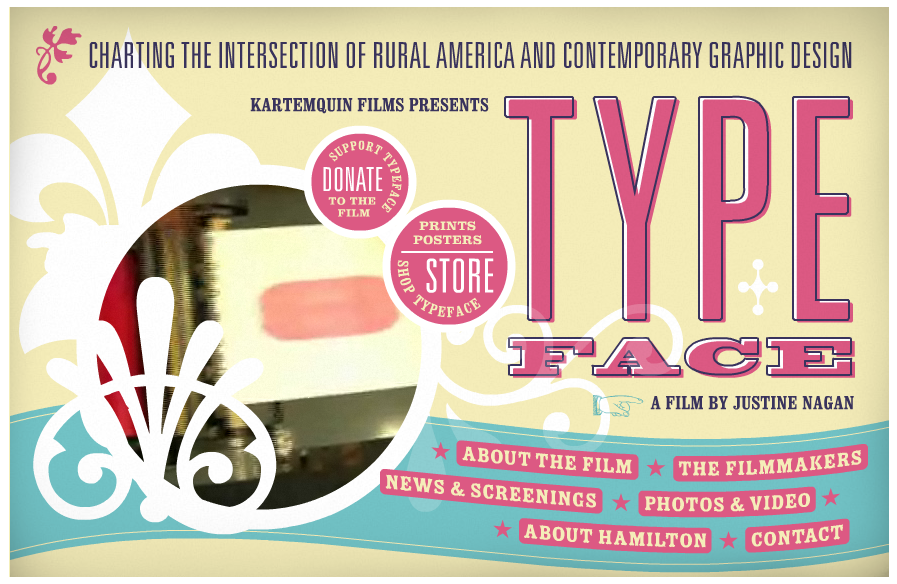 CHARTING THE INTERSECTION OF RURAL AMERICA AND CONTEMPORARY GRAPHIC DESIGN
KARTEMQUIN FILMS PRESENTS
TYPE
FACE
A FILM BY JUSTINE NAGAN
SUPPORT TYPEFACE
DONATE
TO THE
FILM
PRINTS
POSTERS
STORE
SHOP TYPEFACE
ABOUT THE FILM
THE FILMMAKERS
NEWS & SCREENINGS
PHOTOS & VIDEO
ABOUT HAMILTON
CONTACT